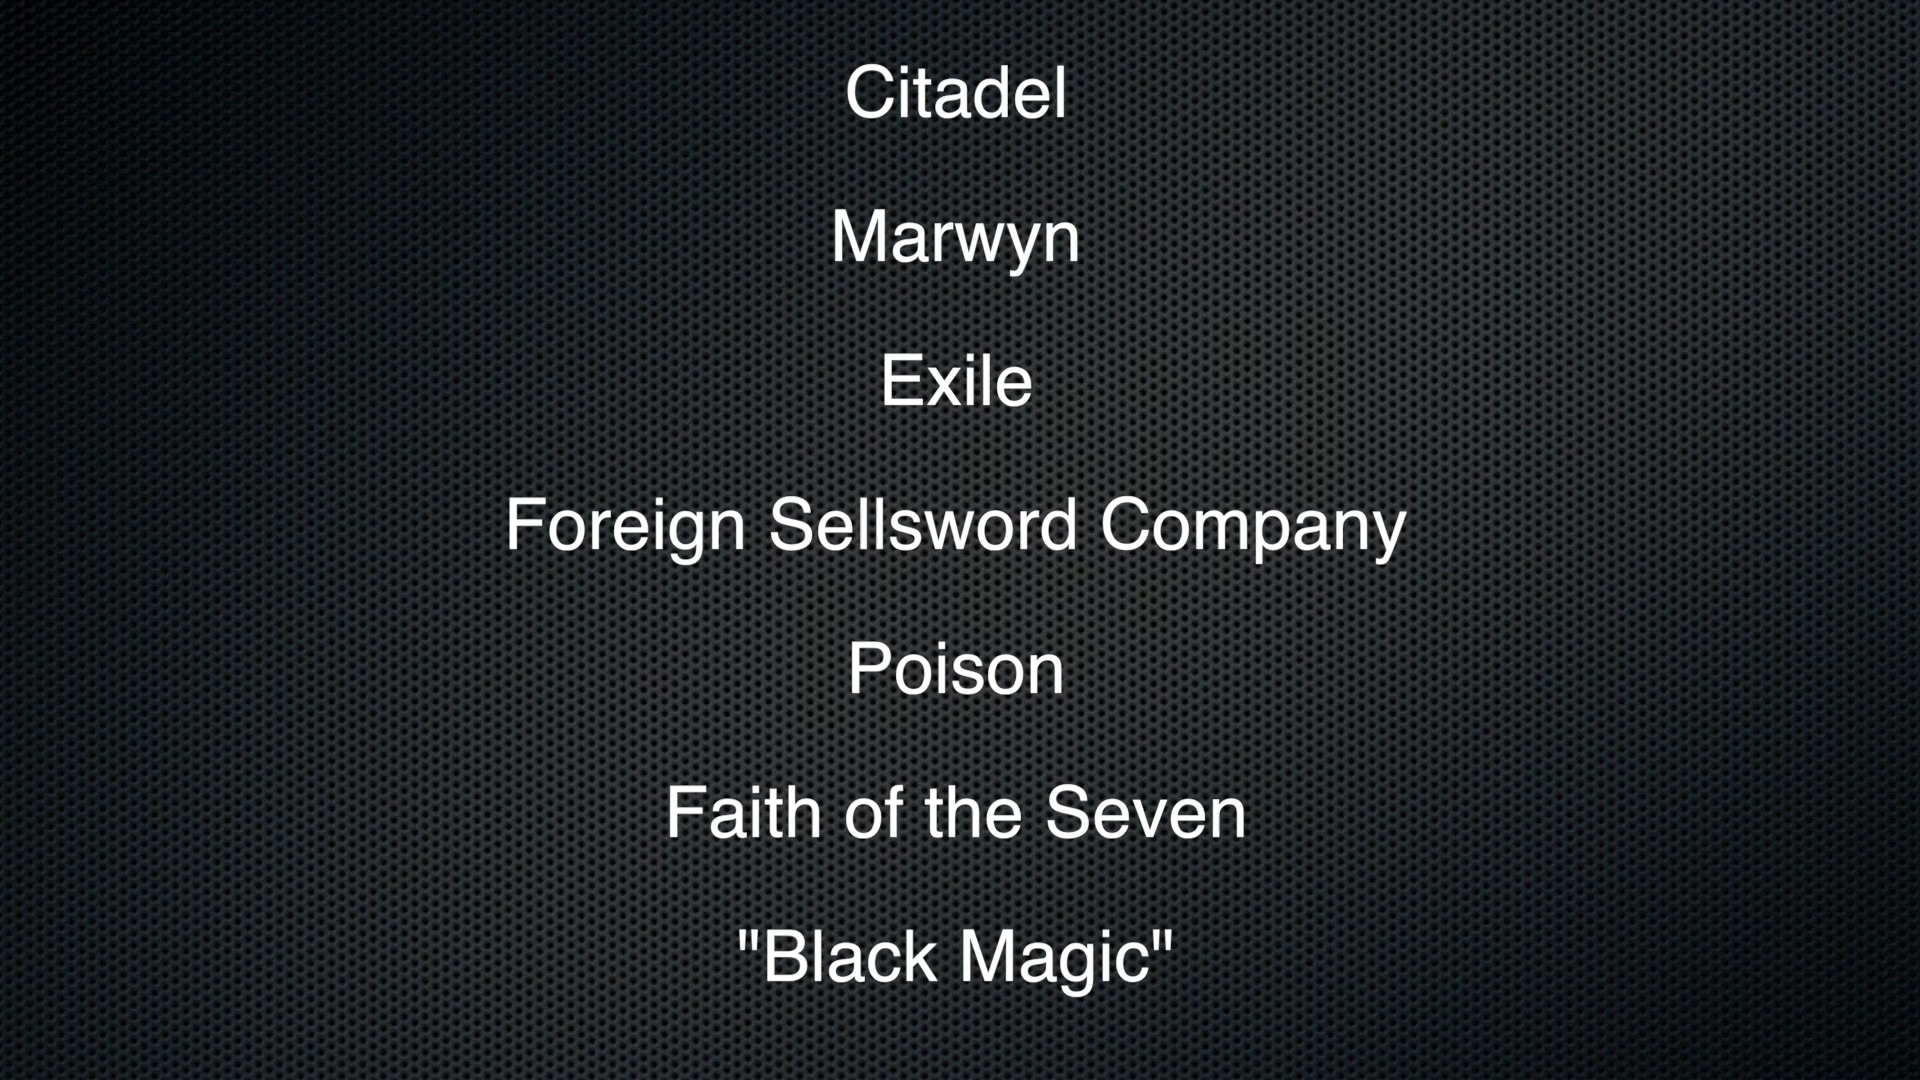 Citadel
Marwyn
Exile
Foreign Sellsword Company
Poison
Faith of the Seven
"Black Magic"